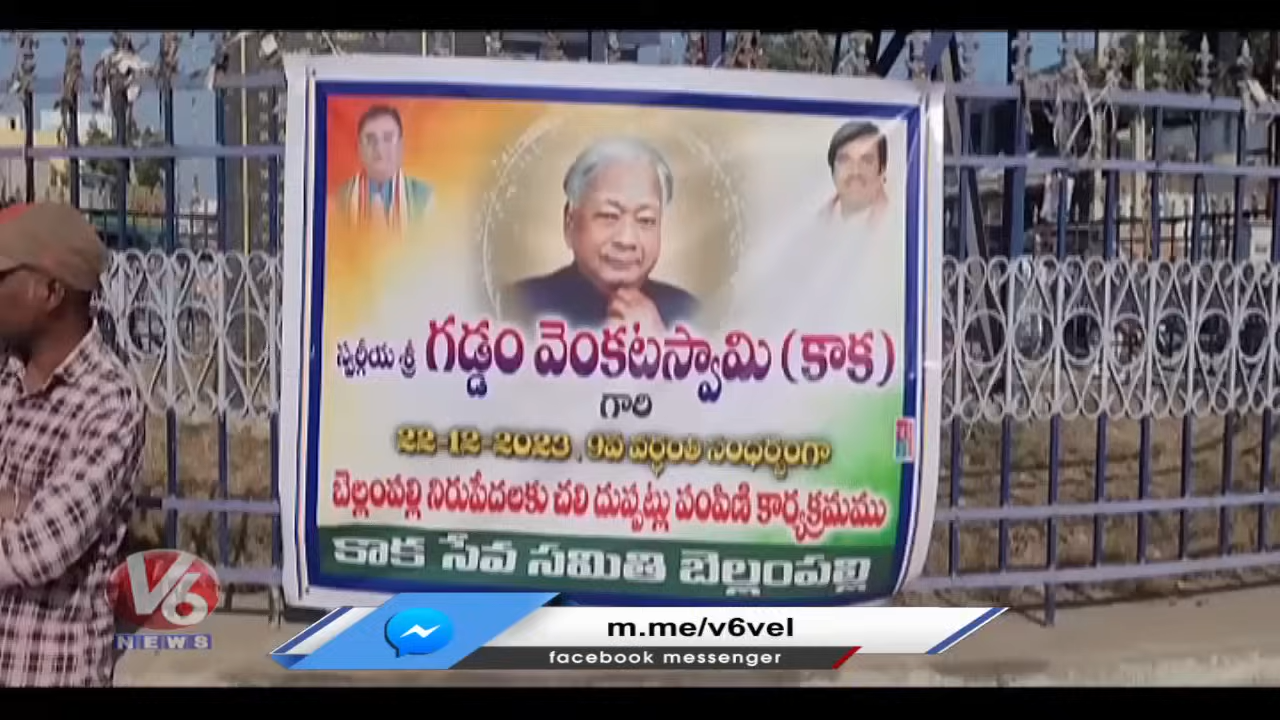 స్వర్గీయ శ్రీ గడ్డం వెంకటస్వామి (కాక)
గారి
22-12-2023, 9వ వర్ధంతి సందర్భంగా
బెల్లంపల్లి నిరుపేదలకు చలి దుప్పట్లు పంపిణి కార్యక్రమము
కాక సేవ సమితి బెల్లంపల్లి
V6
NEWS
m.me/v6vel
facebook messenger